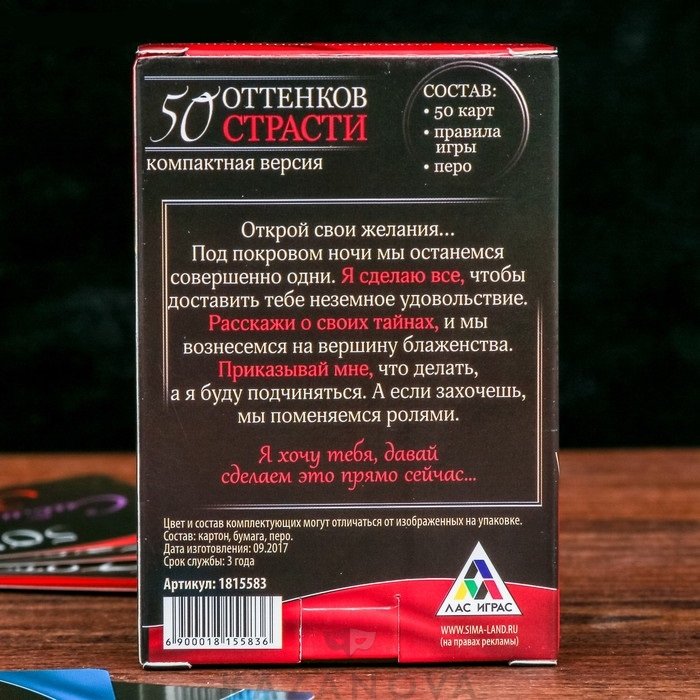 50 ОТТЕНКОВ
СТРАСТИ
компактная версия
СОСТАВ:
• 50 карт
• правила
игры
• перо
Открой свои желания...
Под покровом ночи мы останемся
совершенно одни. Я сделаю все, чтобы
доставить тебе неземное удовольствие.
Расскажи о своих тайнах, и мы
вознесемся на вершину блаженства.
Приказывай мне, что делать,
а я буду подчиняться. А если захочешь,
мы поменяемся ролями.
Я хочу тебя, давай
сделаем это прямо сейчас...
Цвет и состав комплектующих могут отличаться от изображенных на упаковке.
Состав: картон, бумага, перо.
Дата изготовления: 09.2017
Срок службы: 3 года
Артикул: 1815583
6 900018 155836
ЛАС ИГРАС
WWW.SIMA-LAND.RU
(на правах рекламы)